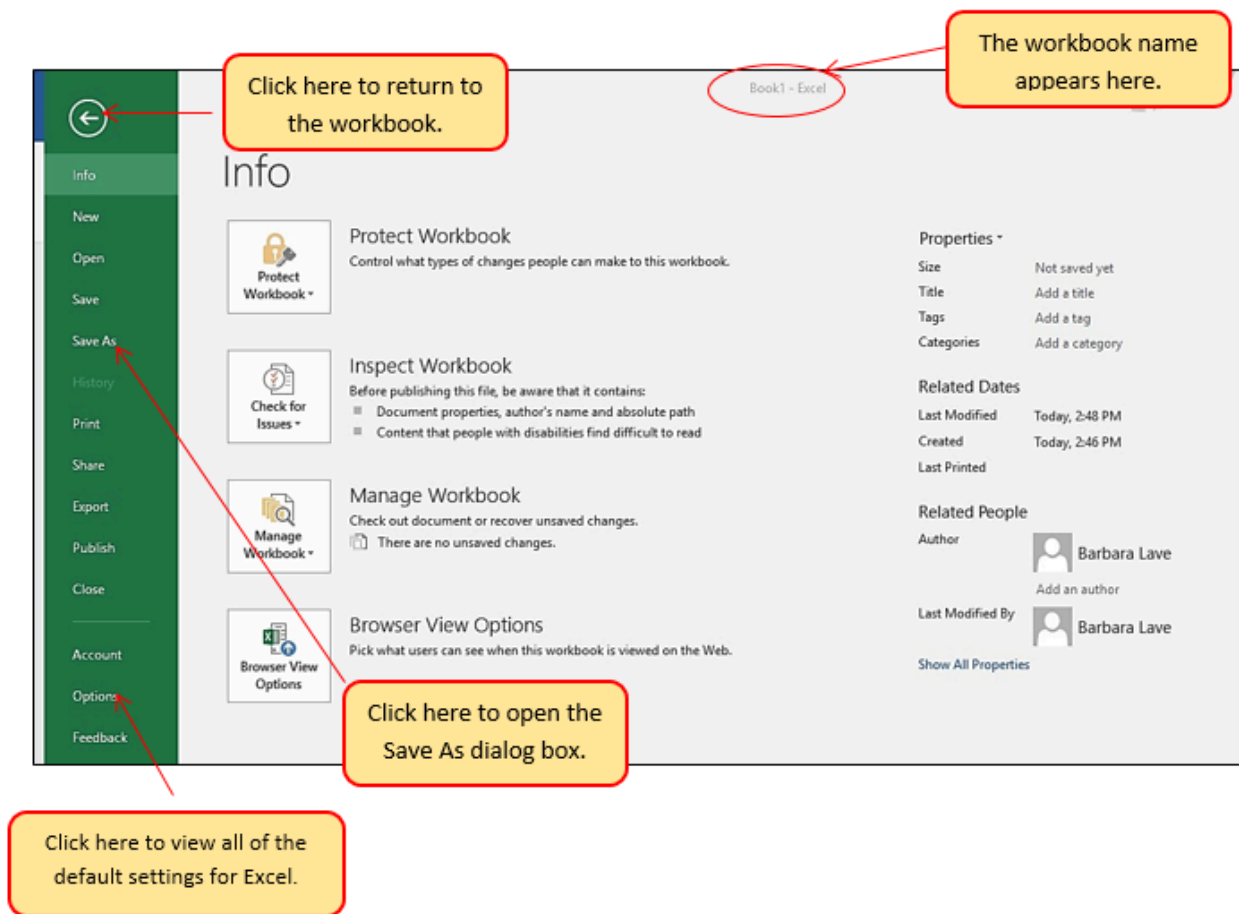 The workbook name
appears here.
Click here to return to
the workbook.
Book1 - Excel
Info
New
Open
Save
Save As
History
Print
Share
Export
Publish
Close
Account
Options
Feedback
Info
Protect
Workbook
Protect Workbook
Control what types of changes people can make to this workbook.
Check for
Issues
Inspect Workbook
Before publishing this file, be aware that it contains:
Document properties, author's name and absolute path
Content that people with disabilities find difficult to read
Manage
Workbook
Manage Workbook
Check out document or recover unsaved changes.
There are no unsaved changes.
Browser View
Options
Browser View Options
Pick what users can see when this workbook is viewed on the Web.
Properties
Size Not saved yet
Title Add a title
Tags Add a tag
Categories Add a category
Related Dates
Last Modified Today, 2:48 PM
Created Today, 2:46 PM
Last Printed
Related People
Author Barbara Lave
Add an author
Last Modified By Barbara Lave
Show All Properties
Click here to open the
Save As dialog box.
Click here to view all of the
default settings for Excel.